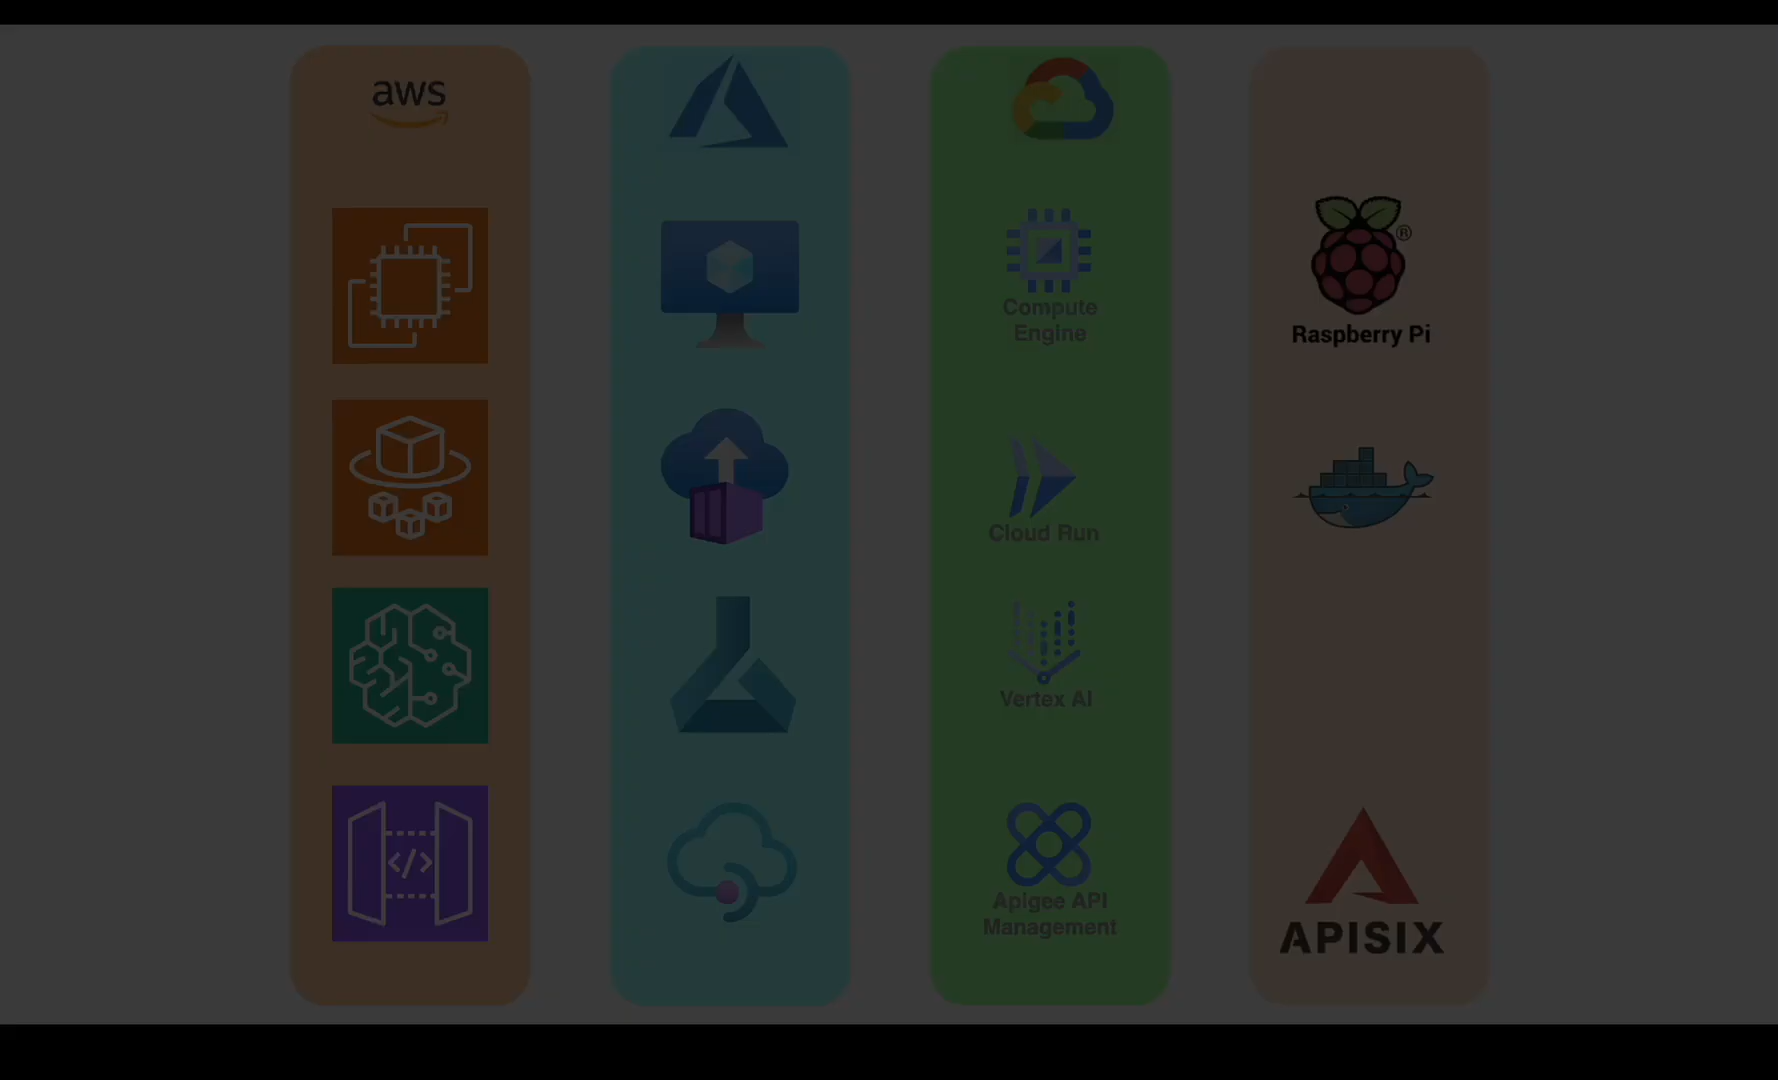 aws
</>
Compute
Engine
Cloud Run
Vertex AI
Apigee API
Management
®
Raspberry Pi
APISIX